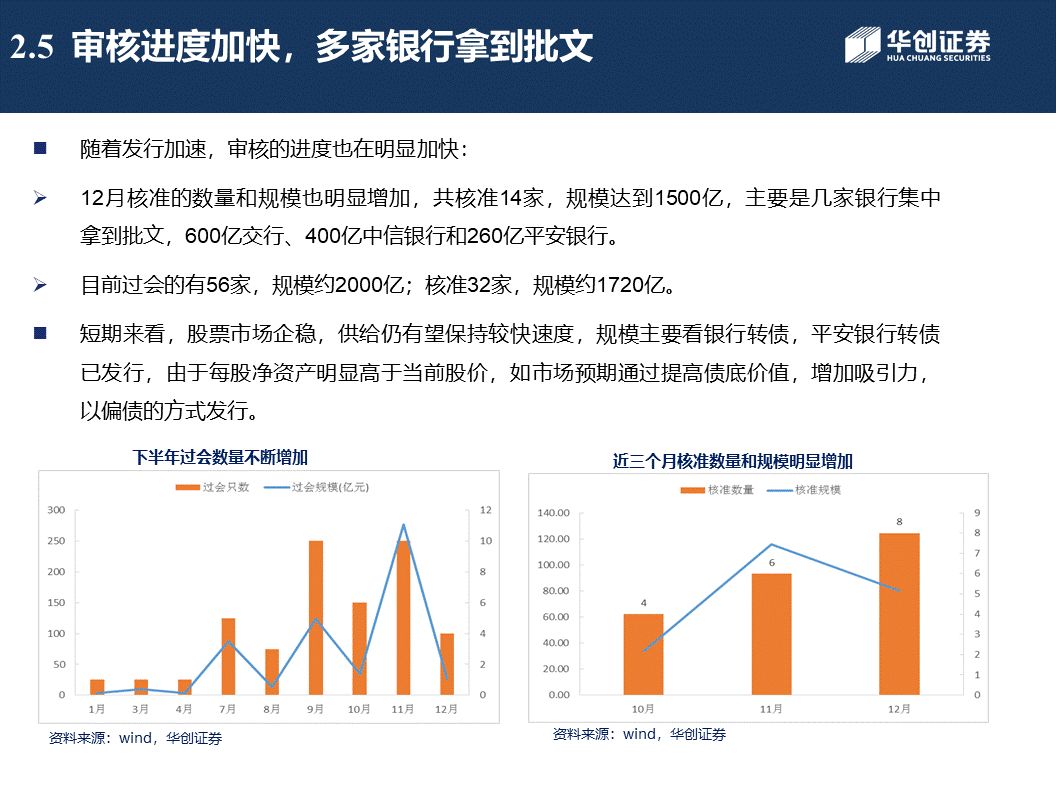 2.5 审核进度加快，多家银行拿到批文
华创证券
HUA CHUANG SECURITIES
■ 随着发行加速，审核的进度也在明显加快：
➢ 12月核准的数量和规模也明显增加，共核准14家，规模达到1500亿，主要是几家银行集中
拿到批文，600亿交行、400亿中信银行和260亿平安银行。
➢ 目前过会的有56家，规模约2000亿；核准32家，规模约1720亿。
■ 短期来看，股票市场企稳，供给仍有望保持较快速度，规模主要看银行转债，平安银行转债
已发行，由于每股净资产明显高于当前股价，如市场预期通过提高债底价值，增加吸引力，
以偏债的方式发行。
下半年过会数量不断增加
过会只数 过会规模(亿元)
300 12
250 10
200 8
150 6
100 4
50 2
0 0
1月 3月 4月 7月 8月 9月 10月 11月 12月
资料来源：wind，华创证券
近三个月核准数量和规模明显增加
核准数量 核准规模
140.00 9
120.00 8
100.00 7
80.00 6
60.00 5
40.00 4
20.00 3
0.00 2
1
0
4 6 8
10月 11月 12月
资料来源：wind，华创证券